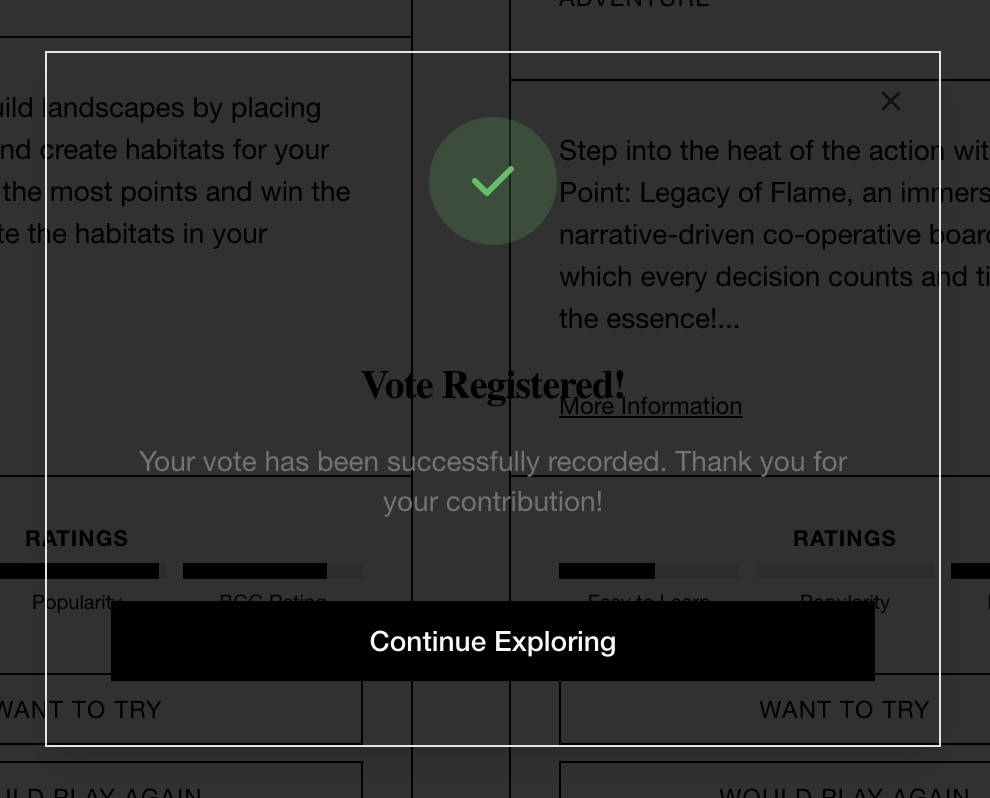 ADVENTURE
uild landscapes by placing
nd create habitats for your
the most points and win the
te the habitats in your
Step into the heat of the action wit
Point: Legacy of Flame, an immers
narrative-driven co-operative board
which every decision counts and ti
the essence!...
More Information
Vote Registered!
Your vote has been successfully recorded. Thank you for
your contribution!
RATINGS
Popularity
BGG Rating
RATINGS
Easy to Learn
Popularity
Continue Exploring
WANT TO TRY
WANT TO TRY
ULD PLAY AGAIN
WOULD PLAY AGAIN